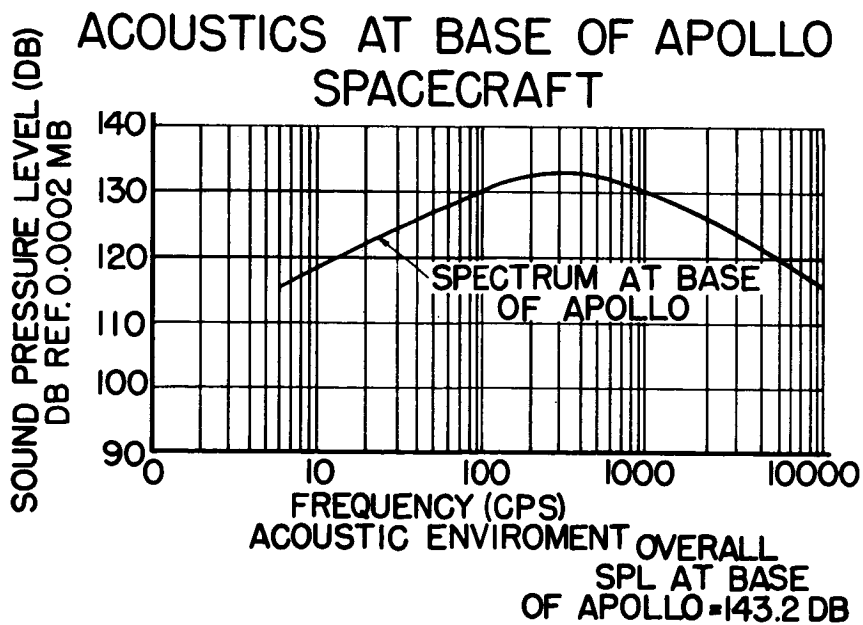 ACOUSTICS AT BASE OF APOLLO
SPACECRAFT
SOUND PRESSURE LEVEL (DB)
DB REF. 0.0002 MB
140
130
120
110
100
90
SPECTRUM AT BASE
OF APOLLO
0 10 100 1000 10000
FREQUENCY (CPS)
ACOUSTIC ENVIROMENT
OVERALL
SPL AT BASE
OF APOLLO=143.2 DB